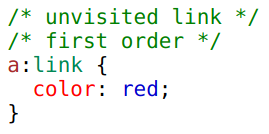 /* unvisited link */
/* first order */
a:link {
  color: red;
}